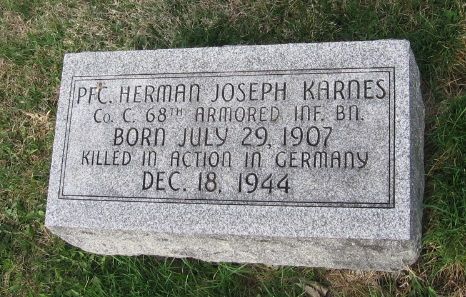 PFC. HERMAN JOSEPH KARNES
CO. C. 68TH ARMORED INF. BN.
BORN JULY 29, 1907
KILLED IN ACTION IN GERMANY
DEC. 18, 1944